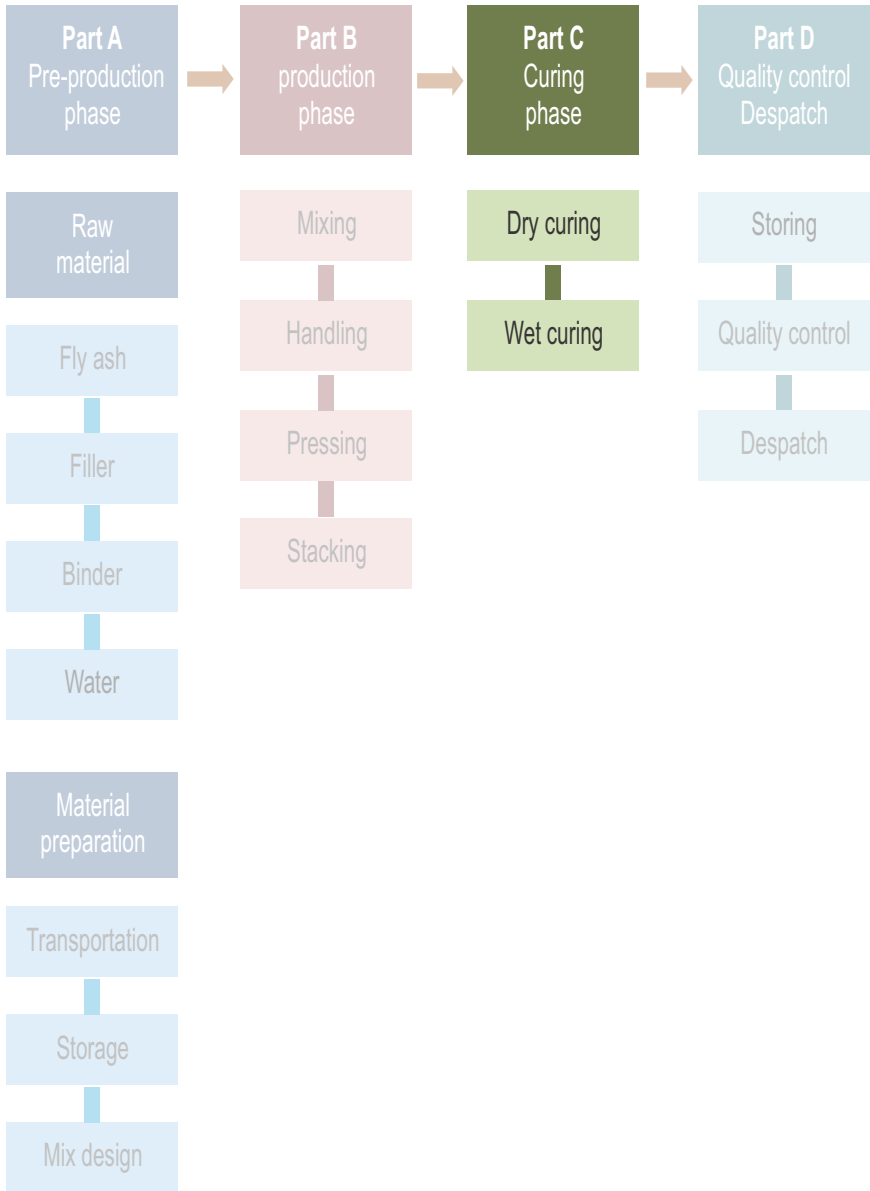 Part A
Pre-production
phase
Raw
material
Fly ash
Filler
Binder
Water
Material
preparation
Transportation
Storage
Mix design
Part B
production
phase
Mixing
Handling
Pressing
Stacking
Part C
Curing
phase
Dry curing
Wet curing
Part D
Quality control
Despatch
Storing
Quality control
Despatch